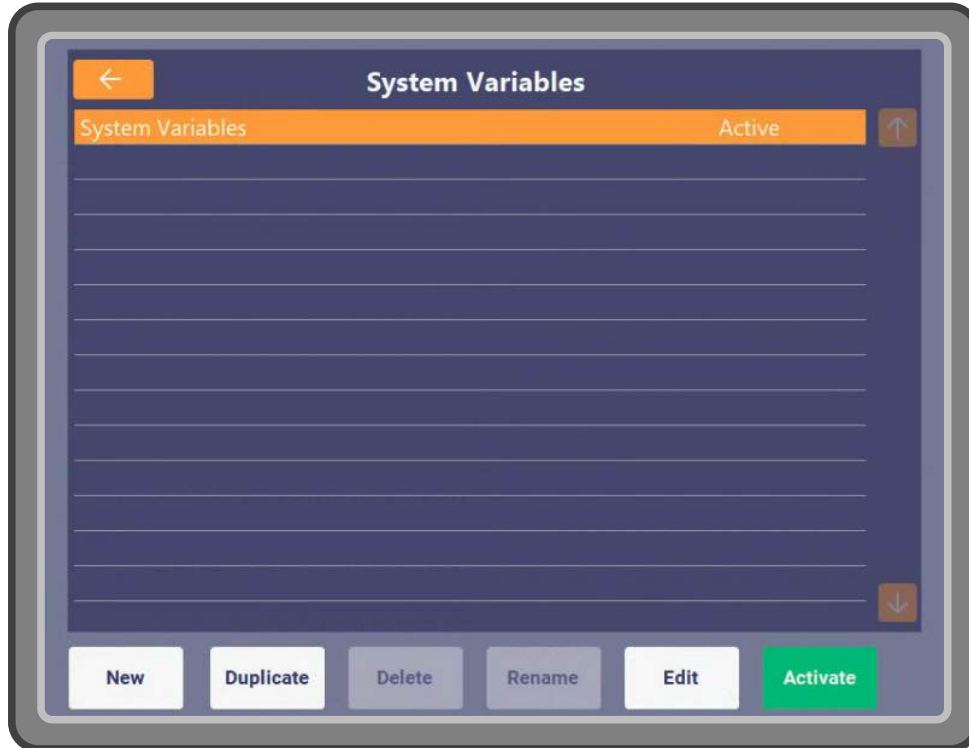 System Variables
System Variables Active
New Duplicate Delete Rename Edit Activate